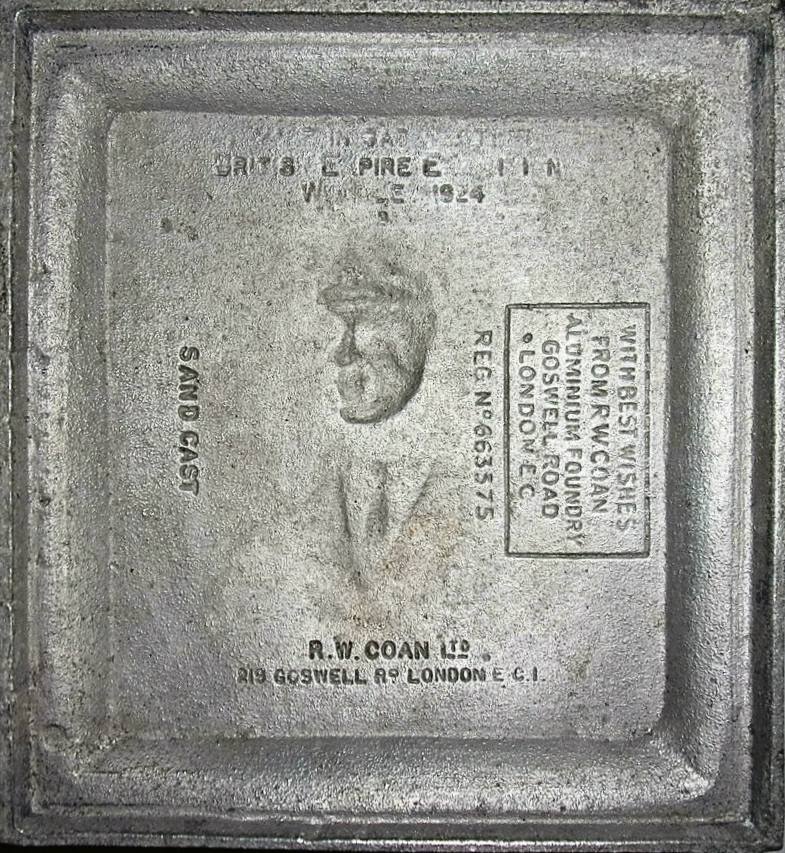 1924
SAND CAST
REG Nº 663575
WITH BEST WISHES
FROM R.W.COAN
ALUMINIUM FOUNDRY
GOSWELL ROAD
• LONDON E.C.
R.W. COAN LTD.
219 GOSWELL RD LONDON E.C.1.